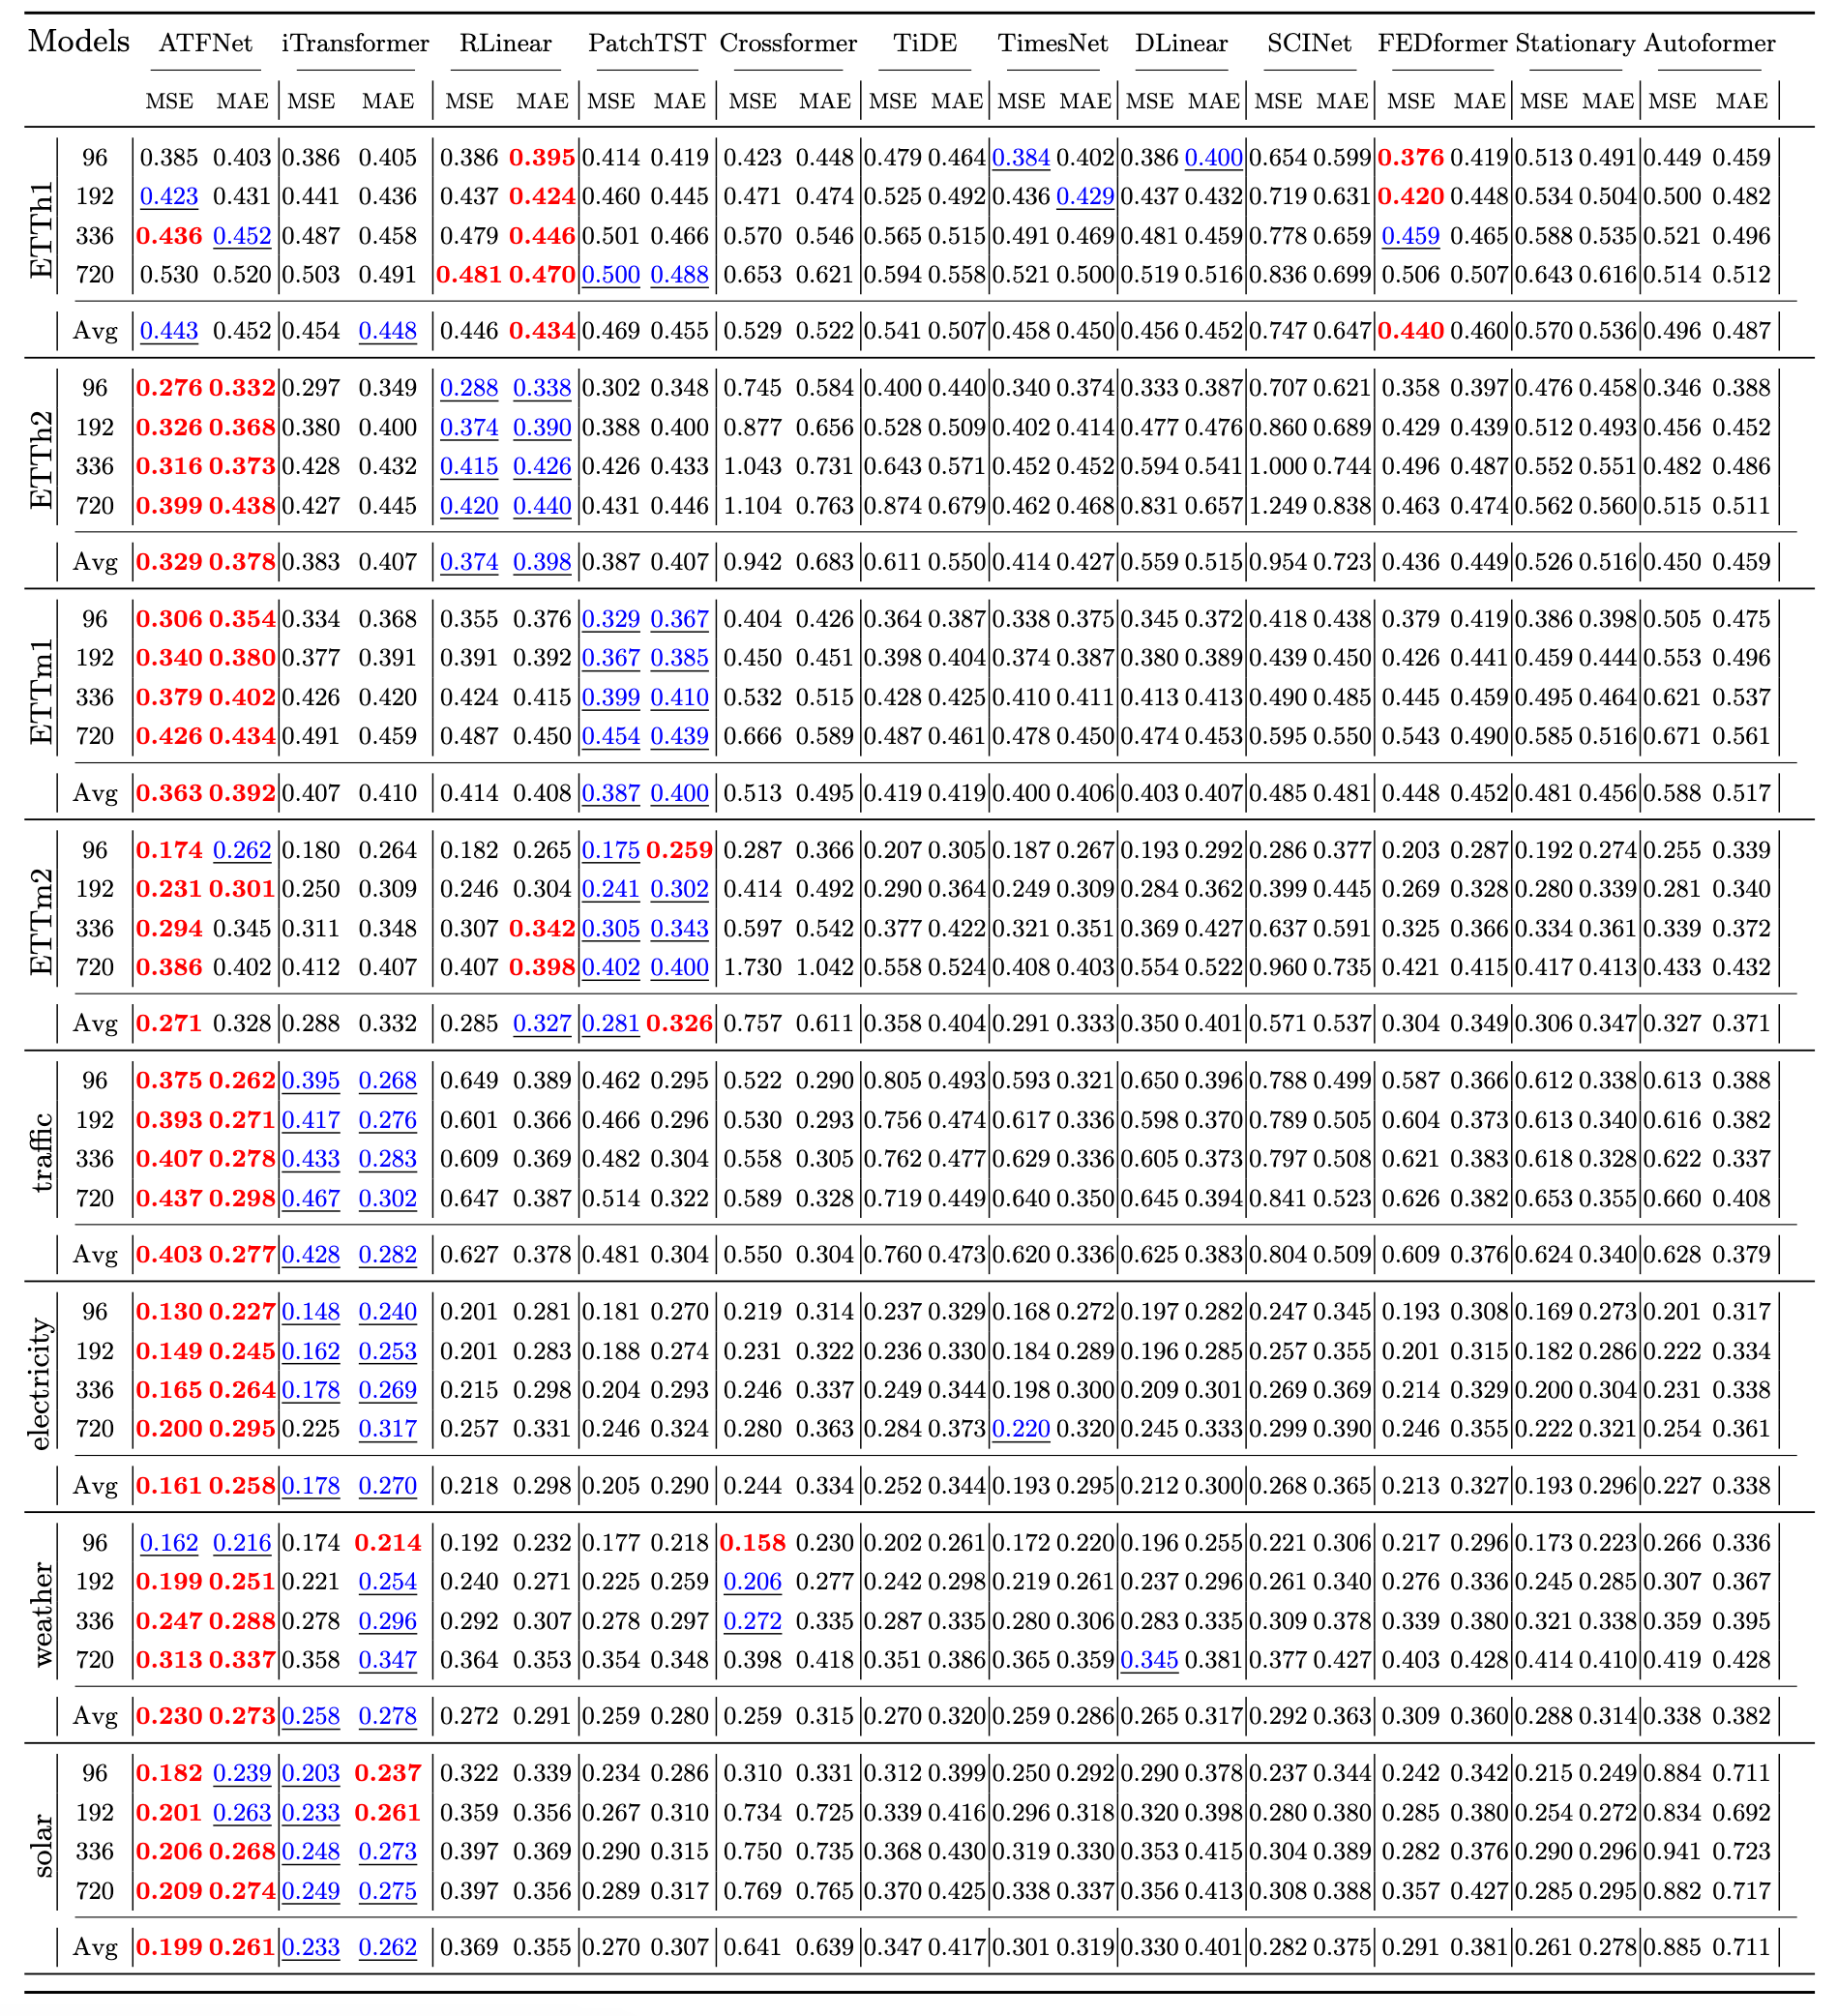 Models ATFNet iTransformer RLinear PatchTST Crossformer TiDE TimesNet DLinear SCINet FEDformer Stationary Autoformer
MSE MAE MSE MAE MSE MAE MSE MAE MSE MAE MSE MAE MSE MAE MSE MAE MSE MAE MSE MAE MSE MAE MSE MAE
ETTh1
96 0.385 0.403 0.386 0.405 0.386 0.395 0.414 0.419 0.423 0.448 0.479 0.464 0.384 0.402 0.386 0.400 0.654 0.599 0.376 0.419 0.513 0.491 0.449 0.459
192 0.423 0.431 0.441 0.436 0.437 0.424 0.460 0.445 0.471 0.474 0.525 0.492 0.436 0.429 0.437 0.432 0.719 0.631 0.420 0.448 0.534 0.504 0.500 0.482
336 0.436 0.452 0.487 0.458 0.479 0.446 0.501 0.466 0.570 0.546 0.565 0.515 0.491 0.469 0.481 0.459 0.778 0.659 0.459 0.465 0.588 0.535 0.521 0.496
720 0.530 0.520 0.503 0.491 0.481 0.470 0.500 0.488 0.653 0.621 0.594 0.558 0.521 0.500 0.519 0.516 0.836 0.699 0.506 0.507 0.643 0.616 0.514 0.512
Avg 0.443 0.452 0.454 0.448 0.446 0.434 0.469 0.455 0.529 0.522 0.541 0.507 0.458 0.450 0.456 0.452 0.747 0.647 0.440 0.460 0.570 0.536 0.496 0.487
ETTh2
96 0.276 0.332 0.297 0.349 0.288 0.338 0.302 0.348 0.745 0.584 0.400 0.440 0.340 0.374 0.333 0.387 0.707 0.621 0.358 0.397 0.476 0.458 0.346 0.388
192 0.326 0.368 0.380 0.400 0.374 0.390 0.388 0.400 0.877 0.656 0.528 0.509 0.402 0.414 0.477 0.476 0.860 0.689 0.429 0.439 0.512 0.493 0.456 0.452
336 0.316 0.373 0.428 0.432 0.415 0.426 0.426 0.433 1.043 0.731 0.643 0.571 0.452 0.452 0.594 0.541 1.000 0.744 0.496 0.487 0.552 0.551 0.482 0.486
720 0.399 0.438 0.427 0.445 0.420 0.440 0.431 0.446 1.104 0.763 0.874 0.679 0.462 0.468 0.831 0.657 1.249 0.838 0.463 0.474 0.562 0.560 0.515 0.511
Avg 0.329 0.378 0.383 0.407 0.374 0.398 0.387 0.407 0.942 0.683 0.611 0.550 0.414 0.427 0.559 0.515 0.954 0.723 0.436 0.449 0.526 0.516 0.450 0.459
ETTm1
96 0.306 0.354 0.334 0.368 0.355 0.376 0.329 0.367 0.404 0.426 0.364 0.387 0.338 0.375 0.345 0.372 0.418 0.438 0.379 0.419 0.386 0.398 0.505 0.475
192 0.340 0.380 0.377 0.391 0.391 0.392 0.367 0.385 0.450 0.451 0.398 0.404 0.374 0.387 0.380 0.389 0.439 0.450 0.426 0.441 0.459 0.444 0.553 0.496
336 0.379 0.402 0.426 0.420 0.424 0.415 0.399 0.410 0.532 0.515 0.428 0.425 0.410 0.411 0.413 0.413 0.490 0.485 0.445 0.459 0.495 0.464 0.621 0.537
720 0.426 0.434 0.491 0.459 0.487 0.450 0.454 0.439 0.666 0.589 0.487 0.461 0.478 0.450 0.474 0.453 0.595 0.550 0.543 0.490 0.585 0.516 0.671 0.561
Avg 0.363 0.392 0.407 0.410 0.414 0.408 0.387 0.400 0.513 0.495 0.419 0.419 0.400 0.406 0.403 0.407 0.485 0.481 0.448 0.452 0.481 0.456 0.588 0.517
ETTm2
96 0.174 0.262 0.180 0.264 0.182 0.265 0.175 0.259 0.287 0.366 0.207 0.305 0.187 0.267 0.193 0.292 0.286 0.377 0.203 0.287 0.192 0.274 0.255 0.339
192 0.231 0.301 0.250 0.309 0.246 0.304 0.241 0.302 0.414 0.492 0.290 0.364 0.249 0.309 0.284 0.362 0.399 0.445 0.269 0.328 0.280 0.339 0.281 0.340
336 0.294 0.345 0.311 0.348 0.307 0.342 0.305 0.343 0.597 0.542 0.377 0.422 0.321 0.351 0.369 0.427 0.637 0.591 0.325 0.366 0.334 0.361 0.339 0.372
720 0.386 0.402 0.412 0.407 0.407 0.398 0.402 0.400 1.730 1.042 0.558 0.524 0.408 0.403 0.554 0.522 0.960 0.735 0.421 0.415 0.417 0.413 0.433 0.432
Avg 0.271 0.328 0.288 0.332 0.285 0.327 0.281 0.326 0.757 0.611 0.358 0.404 0.291 0.333 0.350 0.401 0.571 0.537 0.304 0.349 0.306 0.347 0.327 0.371
traffic
96 0.375 0.262 0.395 0.268 0.649 0.389 0.462 0.295 0.522 0.290 0.805 0.493 0.593 0.321 0.650 0.396 0.788 0.499 0.587 0.366 0.612 0.338 0.613 0.388
192 0.393 0.271 0.417 0.276 0.601 0.366 0.466 0.296 0.530 0.293 0.756 0.474 0.617 0.336 0.598 0.370 0.789 0.505 0.604 0.373 0.613 0.340 0.616 0.382
336 0.407 0.278 0.433 0.283 0.609 0.369 0.482 0.304 0.558 0.305 0.762 0.477 0.629 0.336 0.605 0.373 0.797 0.508 0.621 0.383 0.618 0.328 0.622 0.337
720 0.437 0.298 0.467 0.302 0.647 0.387 0.514 0.322 0.589 0.328 0.719 0.449 0.640 0.350 0.645 0.394 0.841 0.523 0.626 0.382 0.653 0.355 0.660 0.408
Avg 0.403 0.277 0.428 0.282 0.627 0.378 0.481 0.304 0.550 0.304 0.760 0.473 0.620 0.336 0.625 0.383 0.804 0.509 0.609 0.376 0.624 0.340 0.628 0.379
electricity
96 0.130 0.227 0.148 0.240 0.201 0.281 0.181 0.270 0.219 0.314 0.237 0.329 0.168 0.272 0.197 0.282 0.247 0.345 0.193 0.308 0.169 0.273 0.201 0.317
192 0.149 0.245 0.162 0.253 0.201 0.283 0.188 0.274 0.231 0.322 0.236 0.330 0.184 0.289 0.196 0.285 0.257 0.355 0.201 0.315 0.182 0.286 0.222 0.334
336 0.165 0.264 0.178 0.269 0.215 0.298 0.204 0.293 0.246 0.337 0.249 0.344 0.198 0.300 0.209 0.301 0.269 0.369 0.214 0.329 0.200 0.304 0.231 0.338
720 0.200 0.295 0.225 0.317 0.257 0.331 0.246 0.324 0.280 0.363 0.284 0.373 0.220 0.320 0.245 0.333 0.299 0.390 0.246 0.355 0.222 0.321 0.254 0.361
Avg 0.161 0.258 0.178 0.270 0.218 0.298 0.205 0.290 0.244 0.334 0.252 0.344 0.193 0.295 0.212 0.300 0.268 0.365 0.213 0.327 0.193 0.296 0.227 0.338
weather
96 0.162 0.216 0.174 0.214 0.192 0.232 0.177 0.218 0.158 0.230 0.202 0.261 0.172 0.220 0.196 0.255 0.221 0.306 0.217 0.296 0.173 0.223 0.266 0.336
192 0.199 0.251 0.221 0.254 0.240 0.271 0.225 0.259 0.206 0.277 0.242 0.298 0.219 0.261 0.237 0.296 0.261 0.340 0.276 0.336 0.245 0.285 0.307 0.367
336 0.247 0.288 0.278 0.296 0.292 0.307 0.278 0.297 0.272 0.335 0.287 0.335 0.280 0.306 0.283 0.335 0.309 0.378 0.339 0.380 0.321 0.338 0.359 0.395
720 0.313 0.337 0.358 0.347 0.364 0.353 0.354 0.348 0.398 0.418 0.351 0.386 0.365 0.359 0.345 0.381 0.377 0.427 0.403 0.428 0.414 0.410 0.419 0.428
Avg 0.230 0.273 0.258 0.278 0.272 0.291 0.259 0.280 0.259 0.315 0.270 0.320 0.259 0.286 0.265 0.317 0.292 0.363 0.309 0.360 0.288 0.314 0.338 0.382
solar
96 0.182 0.239 0.203 0.237 0.322 0.339 0.234 0.286 0.310 0.331 0.312 0.399 0.250 0.292 0.290 0.378 0.237 0.344 0.242 0.342 0.215 0.249 0.884 0.711
192 0.201 0.263 0.233 0.261 0.359 0.356 0.267 0.310 0.734 0.725 0.339 0.416 0.296 0.318 0.320 0.398 0.280 0.380 0.285 0.380 0.254 0.272 0.834 0.692
336 0.206 0.268 0.248 0.273 0.397 0.369 0.290 0.315 0.750 0.735 0.368 0.430 0.319 0.330 0.353 0.415 0.304 0.389 0.282 0.376 0.290 0.296 0.941 0.723
720 0.209 0.274 0.249 0.275 0.397 0.356 0.289 0.317 0.769 0.765 0.370 0.425 0.338 0.337 0.356 0.413 0.308 0.388 0.357 0.427 0.285 0.295 0.882 0.717
Avg 0.199 0.261 0.233 0.262 0.369 0.355 0.270 0.307 0.641 0.639 0.347 0.417 0.301 0.319 0.330 0.401 0.282 0.375 0.291 0.381 0.261 0.278 0.885 0.711